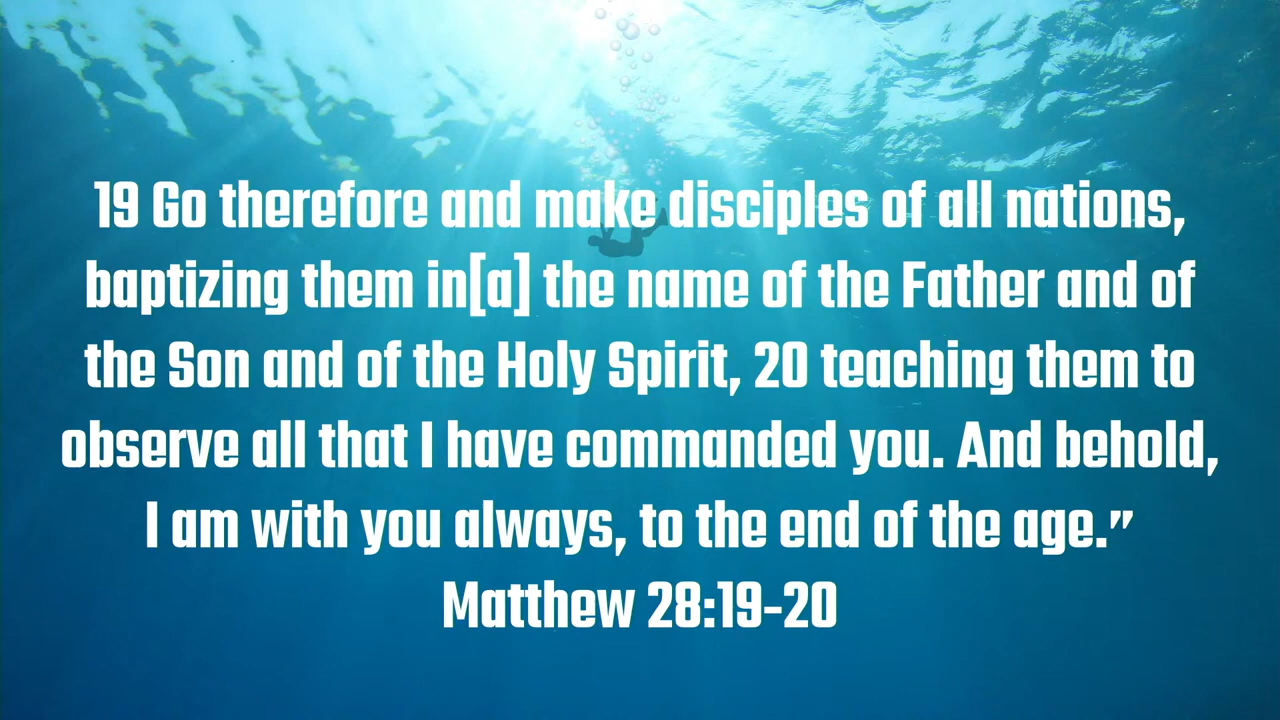 19 Go therefore and make disciples of all nations,
baptizing them in[a] the name of the Father and of
the Son and of the Holy Spirit, 20 teaching them to
observe all that I have commanded you. And behold,
I am with you always, to the end of the age.”
Matthew 28:19-20